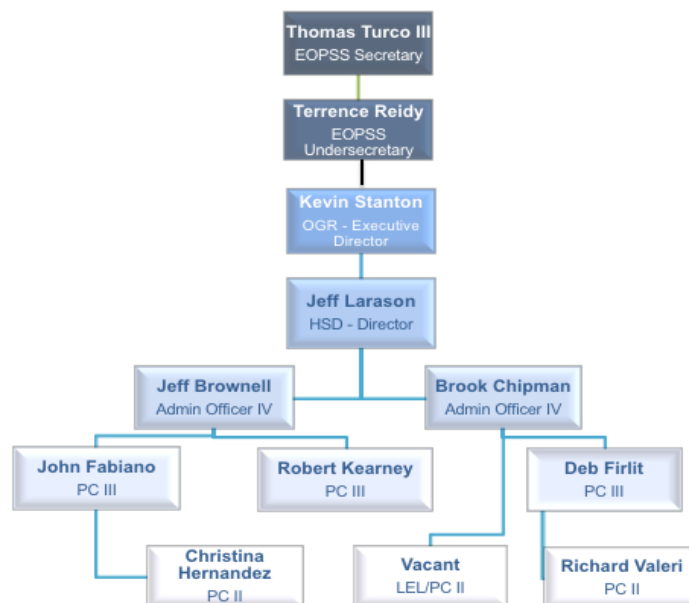 Thomas Turco III
EOPSS Secretary
Terrence Reidy
EOPSS
Undersecretary
Kevin Stanton
OGR - Executive
Director
Jeff Larason
HSD - Director
Jeff Brownell
Admin Officer IV
Brook Chipman
Admin Officer IV
John Fabiano
PC III
Robert Kearney
PC III
Deb Firlit
PC III
Christina
Hernandez
PC II
Vacant
LEL/PC II
Richard Valeri
PC II